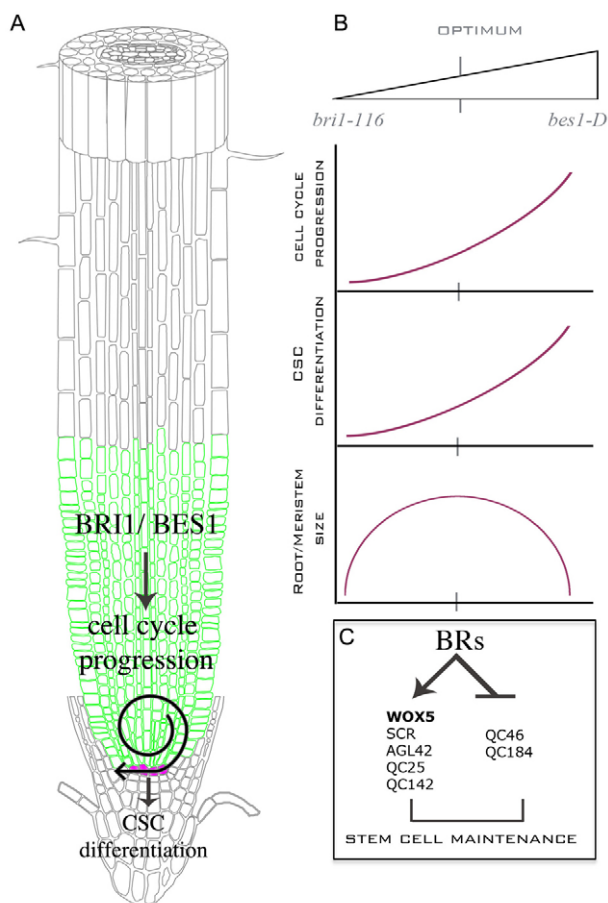 A
BRI1/ BES1
cell cycle
progression
CSC
differentiation
B
OPTIMUM
bri1-116
bes1-D
CELL CYCLE
PROGRESSION
CSC
DIFFERENTIATION
ROOT/MERISTEM
SIZE
C
BRs
WOX5
SCR
AGL42
QC25
QC142
QC46
QC184
STEM CELL MAINTENANCE